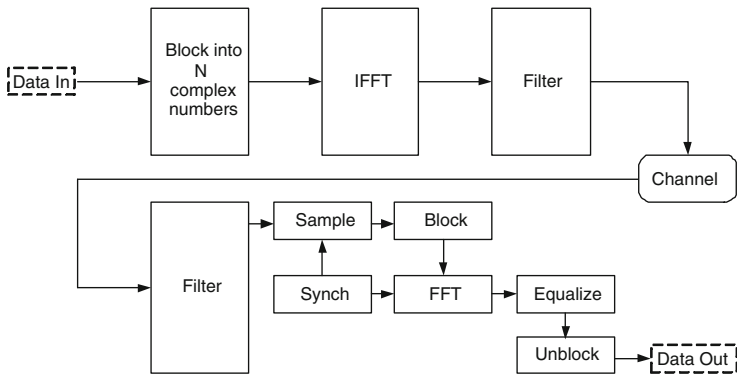 Data In
Block into
N
complex
numbers
IFFT
Filter
Channel
Filter
Sample
Block
Synch
FFT
Equalize
Unblock
Data Out